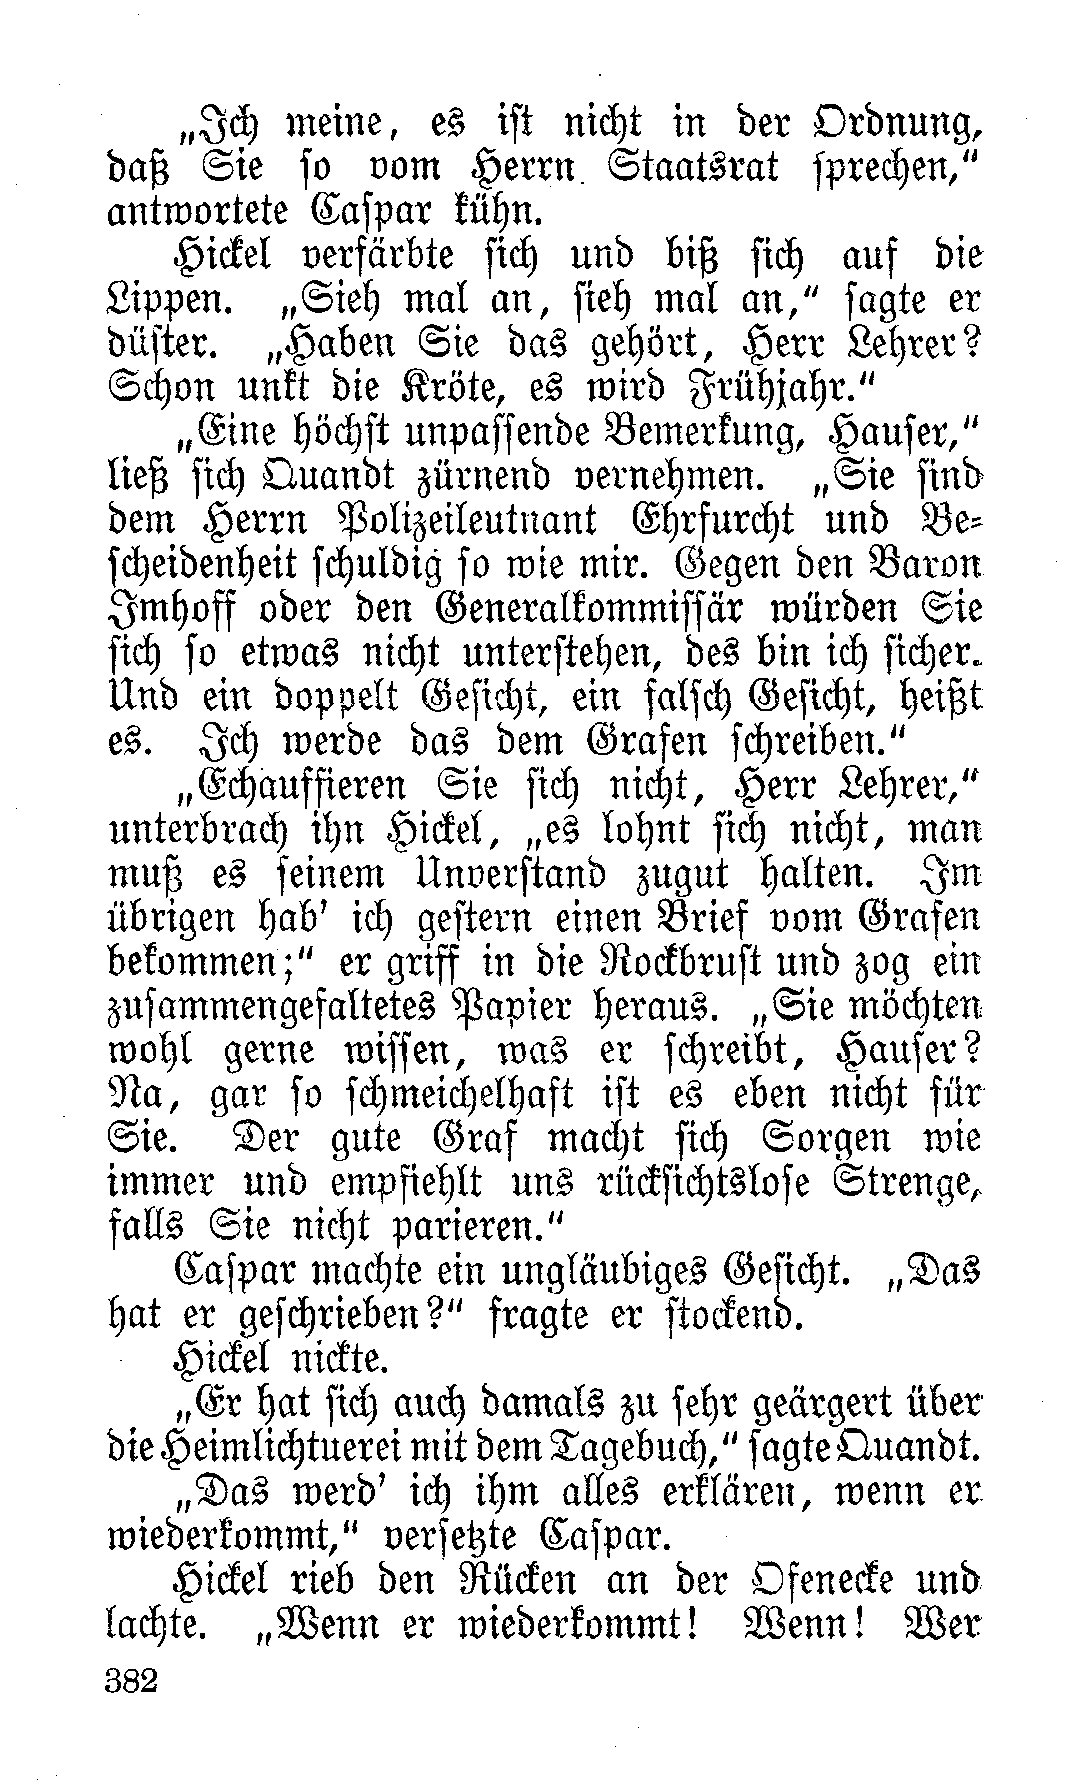 „Ich meine, es ist nicht in der Ordnung,
daß Sie so vom Herrn Staatsrat sprechen,“
antwortete Caspar kühn.
Hickel verfärbte sich und biß sich auf die
Lippen. „Sieh mal an, sieh mal an,“ sagte er
düster. „Haben Sie das gehört, Herr Lehrer?
Schon unkt die Kröte, es wird Frühjahr.“
„Eine höchst unpassende Bemerkung, Hauser,“
ließ sich Quandt zürnend vernehmen. „Sie sind
dem Herrn Polizeileutnant Ehrfurcht und Be-
scheidenheit schuldig so wie mir. Gegen den Baron
Imhoff oder den Generalkommissär würden Sie
sich so etwas nicht unterstehen, des bin ich sicher.
Und ein doppelt Gesicht, ein falsch Gesicht, heißt
es. Ich werde das dem Grafen schreiben.“
„Echauffieren Sie sich nicht, Herr Lehrer,“
unterbrach ihn Hickel, „es lohnt sich nicht, man
muß es seinem Unverstand zugut halten. Im
übrigen hab' ich gestern einen Brief vom Grafen
bekommen;“ er griff in die Rockbrust und zog ein
zusammengefaltetes Papier heraus. „Sie möchten
wohl gerne wissen, was er schreibt, Hauser?
Na, gar so schmeichelhaft ist es eben nicht für
Sie. Der gute Graf macht sich Sorgen wie
immer und empfiehlt uns rücksichtslose Strenge,
falls Sie nicht parieren.“
Caspar machte ein ungläubiges Gesicht. „Das
hat er geschrieben?“ fragte er stockend.
Hickel nickte.
„Er hat sich auch damals zu sehr geärgert über
die Heimlichtuerei mit dem Tagebuch,“ sagte Quandt.
„Das werd' ich ihm alles erklären, wenn er
wiederkommt,“ versetzte Caspar.
Hickel rieb den Rücken an der Ofenecke und
lachte. „Wenn er wiederkommt! Wenn! Wer
382